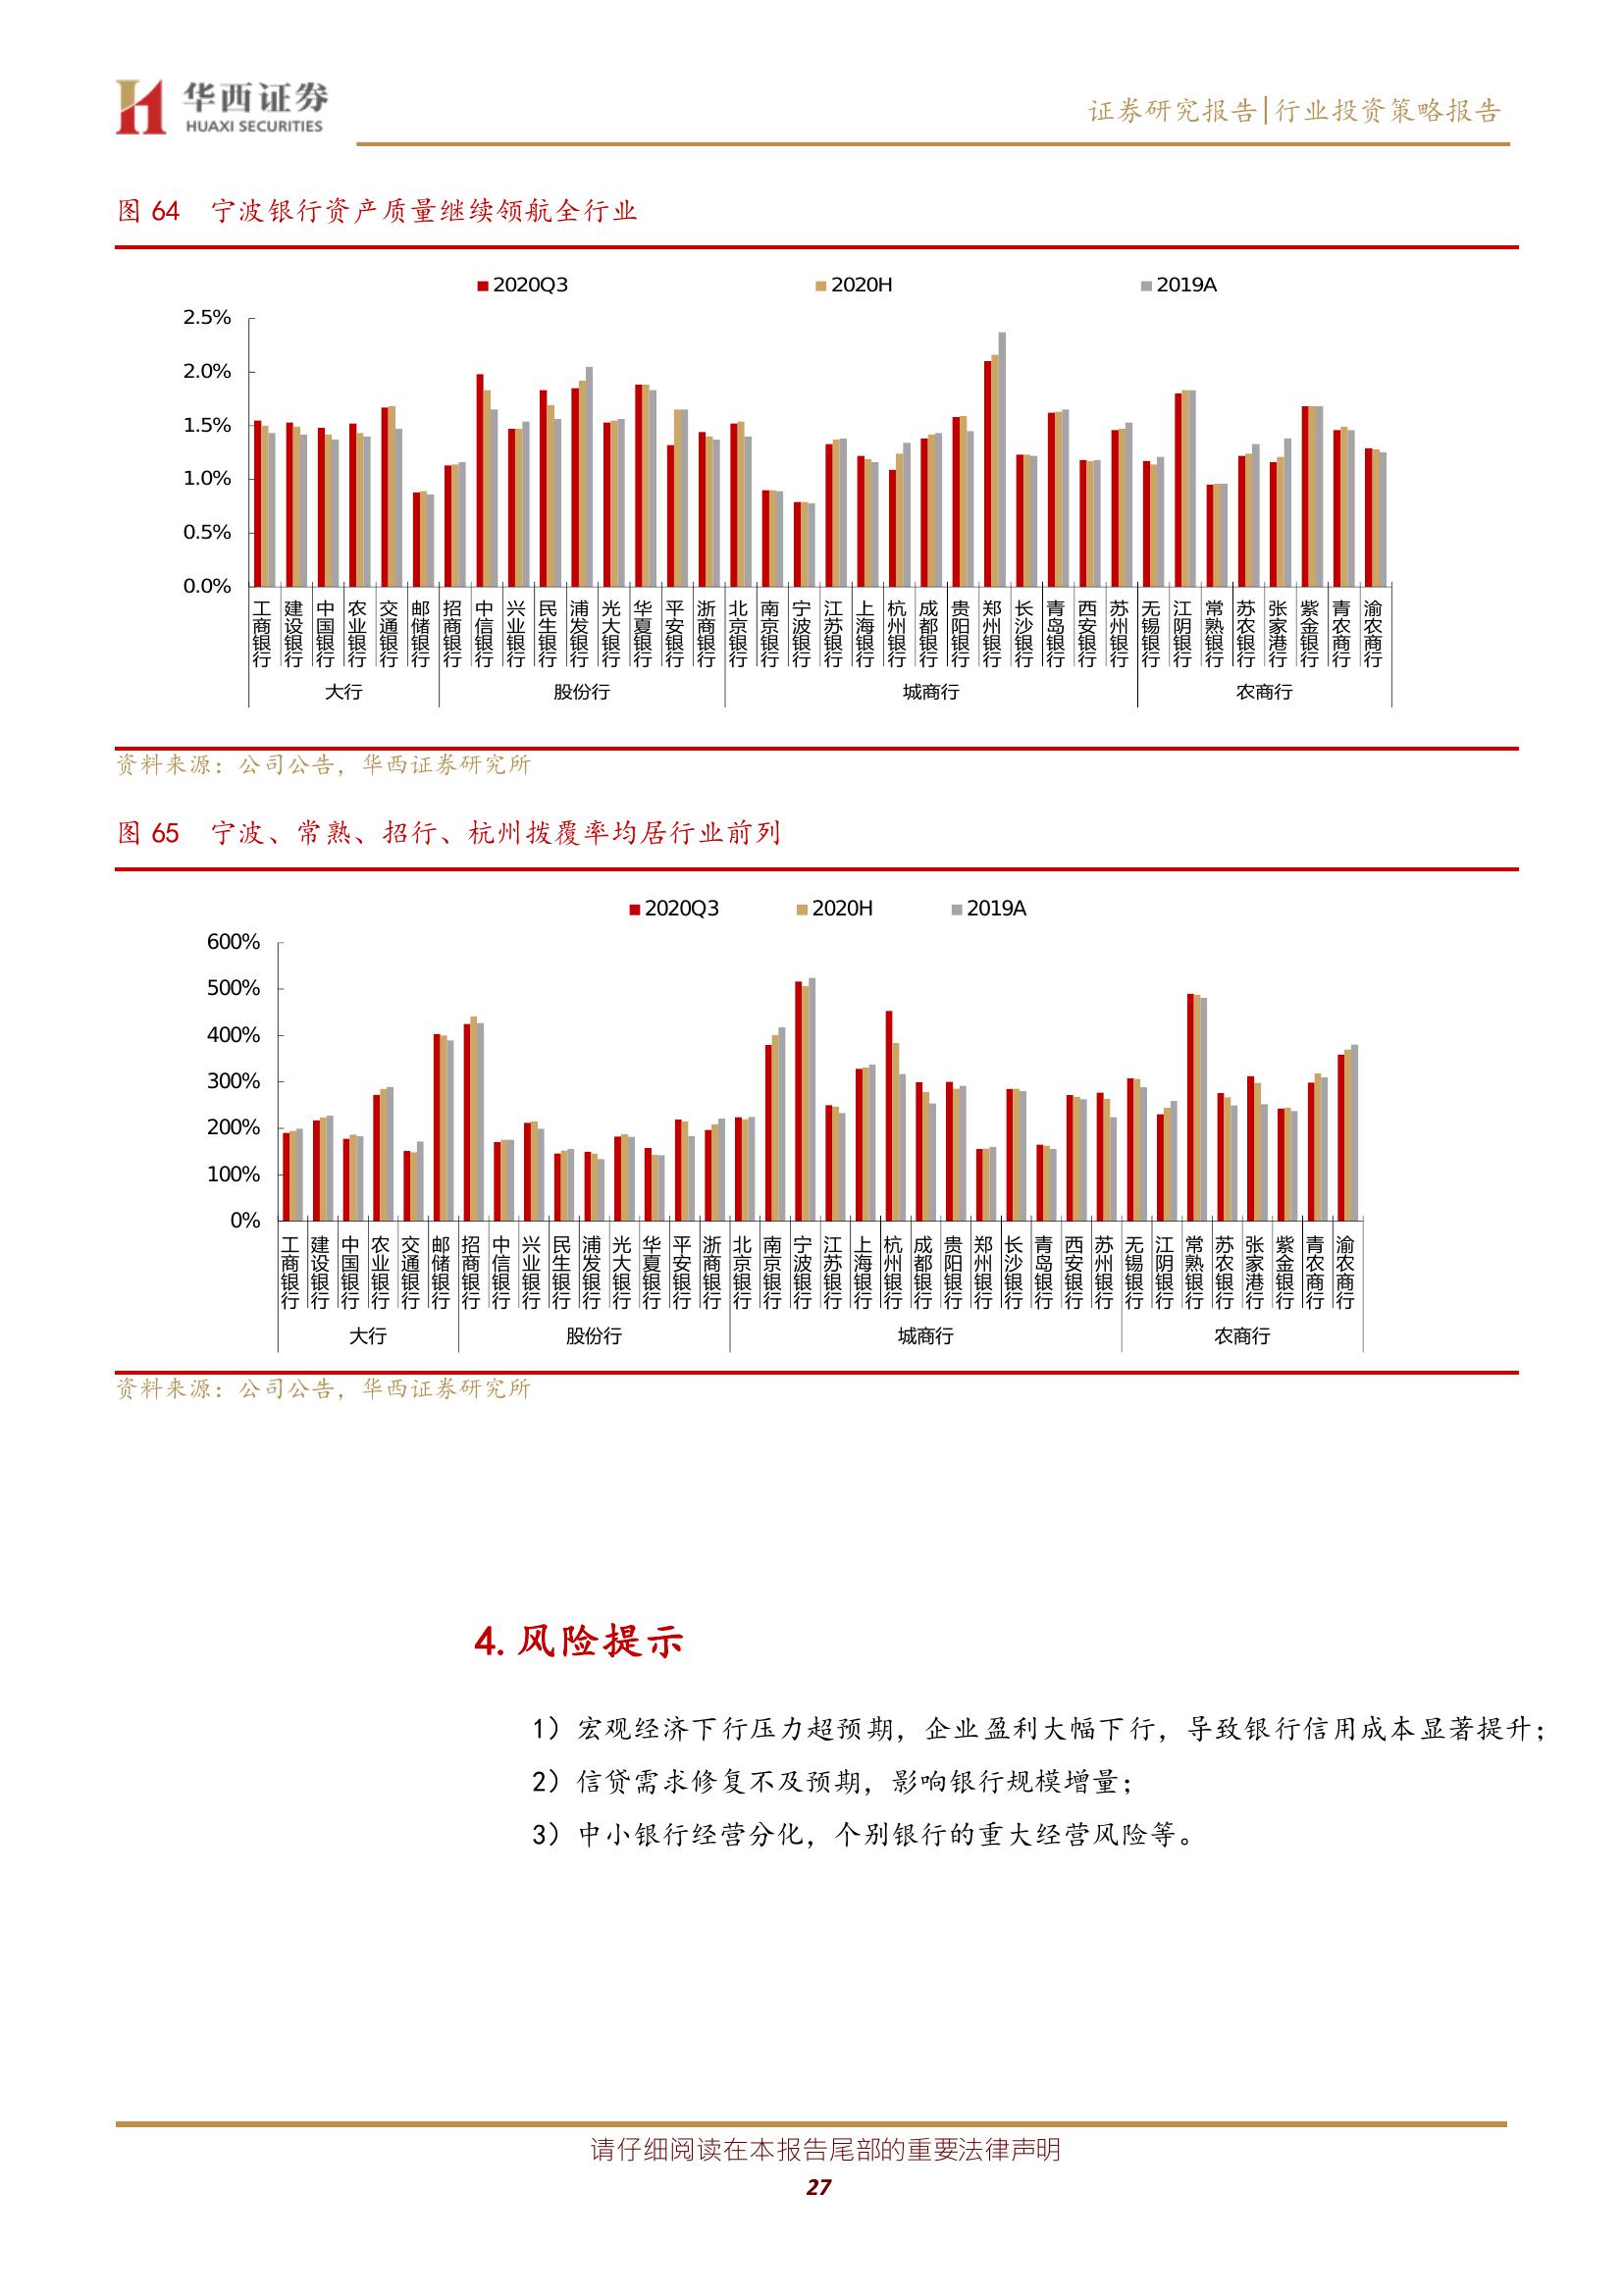 华西证券
HUAXI SECURITIES
证券研究报告|行业投资策略报告
图 64 宁波银行资产质量继续领航全行业
2020Q3 2020H 2019A
2.5%
2.0%
1.5%
1.0%
0.5%
0.0%
工商银行 建设银行 中国银行 农业银行 交通银行 邮储银行 招商银行 中信银行 兴业银行 民生银行 浦发银行 光大银行 华夏银行 平安银行 浙商银行 北京银行 南京银行 宁波银行 江苏银行 上海银行 杭州银行 成都银行 贵阳银行 郑州银行 长沙银行 青岛银行 西安银行 苏州银行 无锡银行 江阴银行 常熟银行 苏农银行 张家港行 紫金银行 青农商行 渝农商行
大行 股份行 城商行 农商行
资料来源：公司公告，华西证券研究所
图 65 宁波、常熟、招行、杭州拨覆率均居行业前列
2020Q3 2020H 2019A
600%
500%
400%
300%
200%
100%
0%
工商银行 建设银行 中国银行 农业银行 交通银行 邮储银行 招商银行 中信银行 兴业银行 民生银行 浦发银行 光大银行 华夏银行 平安银行 浙商银行 北京银行 南京银行 宁波银行 江苏银行 上海银行 杭州银行 成都银行 贵阳银行 郑州银行 长沙银行 青岛银行 西安银行 苏州银行 无锡银行 江阴银行 常熟银行 苏农银行 张家港行 紫金银行 青农商行 渝农商行
大行 股份行 城商行 农商行
资料来源：公司公告，华西证券研究所
4. 风险提示
1）宏观经济下行压力超预期，企业盈利大幅下行，导致银行信用成本显著提升；
2）信贷需求修复不及预期，影响银行规模增量；
3）中小银行经营分化，个别银行的重大经营风险等。
请仔细阅读在本报告尾部的重要法律声明
27